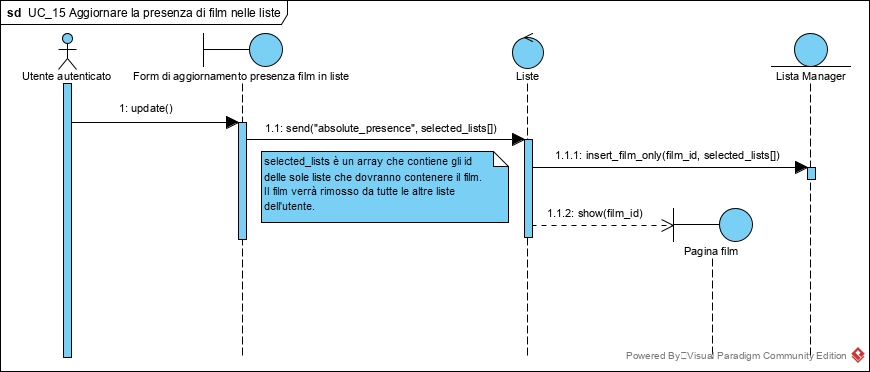 sd UC_15 Aggiornare la presenza di film nelle liste
Utente autenticato
Form di aggiornamento presenza film in liste
Liste
Lista Manager
1: update()
1.1: send("absolute_presence", selected_lists[])
selected_lists è un array che contiene gli id
delle sole liste che dovranno contenere il film.
Il film verrà rimosso da tutte le altre liste
dell'utente.
1.1.1: insert_film_only(film_id, selected_lists[])
1.1.2: show(film_id)
Pagina film
Powered By Visual Paradigm Community Edition